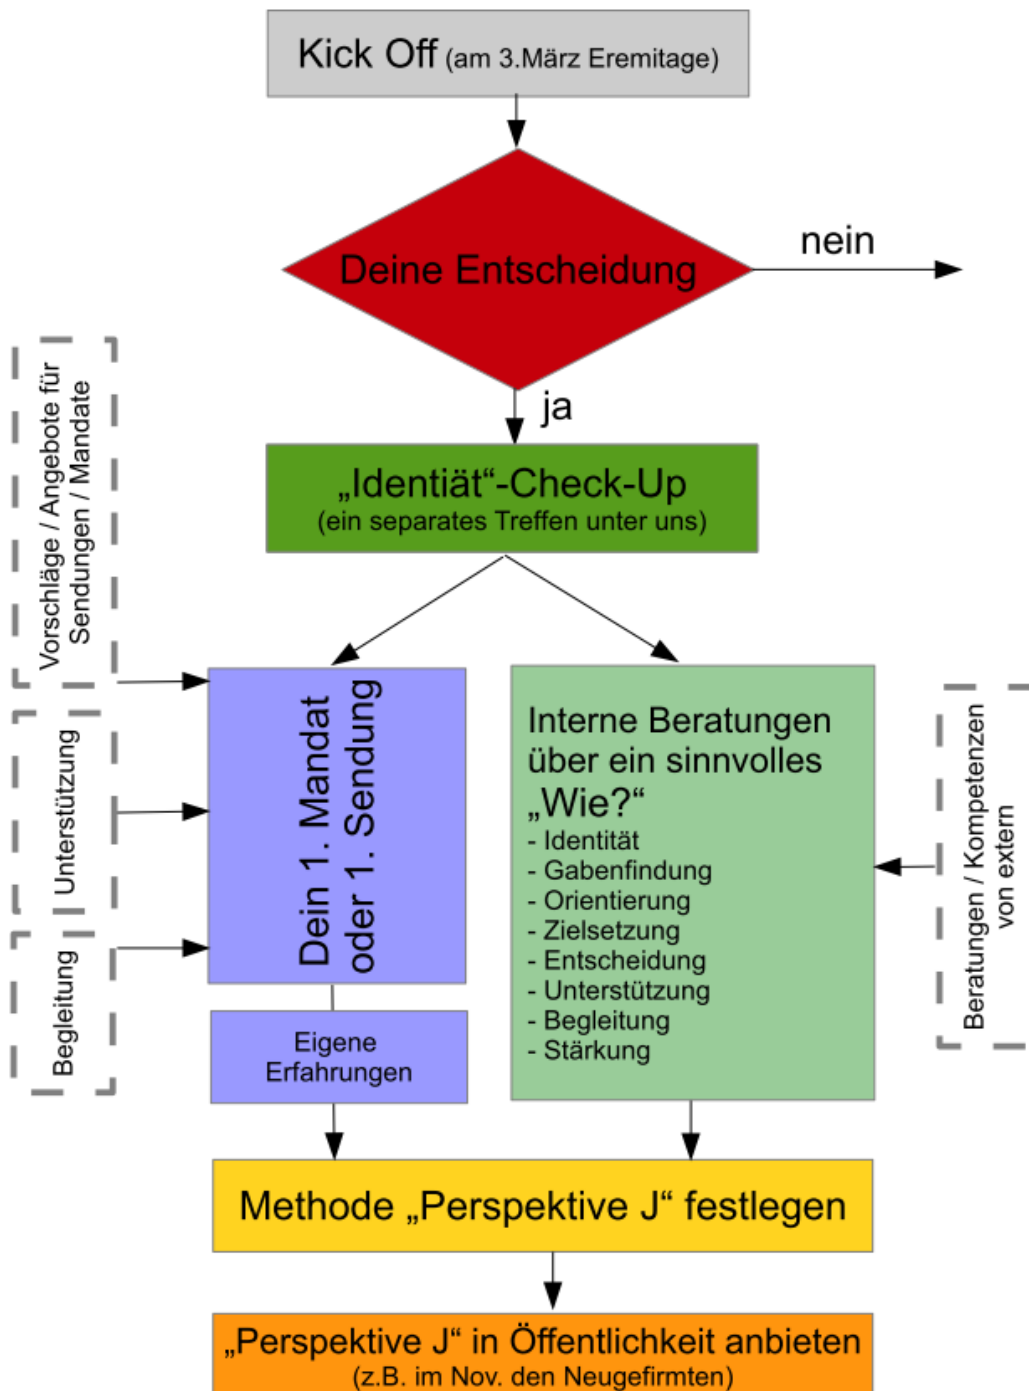 Kick Off (am 3.März Eremitage)
Deine Entscheidung
nein
ja
„Identiät“-Check-Up
(ein separates Treffen unter uns)
Vorschläge / Angebote für
Sendungen / Mandate
Unterstützung
Begleitung
Dein 1. Mandat
oder 1. Sendung
Eigene
Erfahrungen
Interne Beratungen
über ein sinnvolles
„Wie?“
- Identität
- Gabenfindung
- Orientierung
- Zielsetzung
- Entscheidung
- Unterstützung
- Begleitung
- Stärkung
Beratungen / Kompetenzen
von extern
Methode „Perspektive J“ festlegen
„Perspektive J“ in Öffentlichkeit anbieten
(z.B. im Nov. den Neugefirmten)